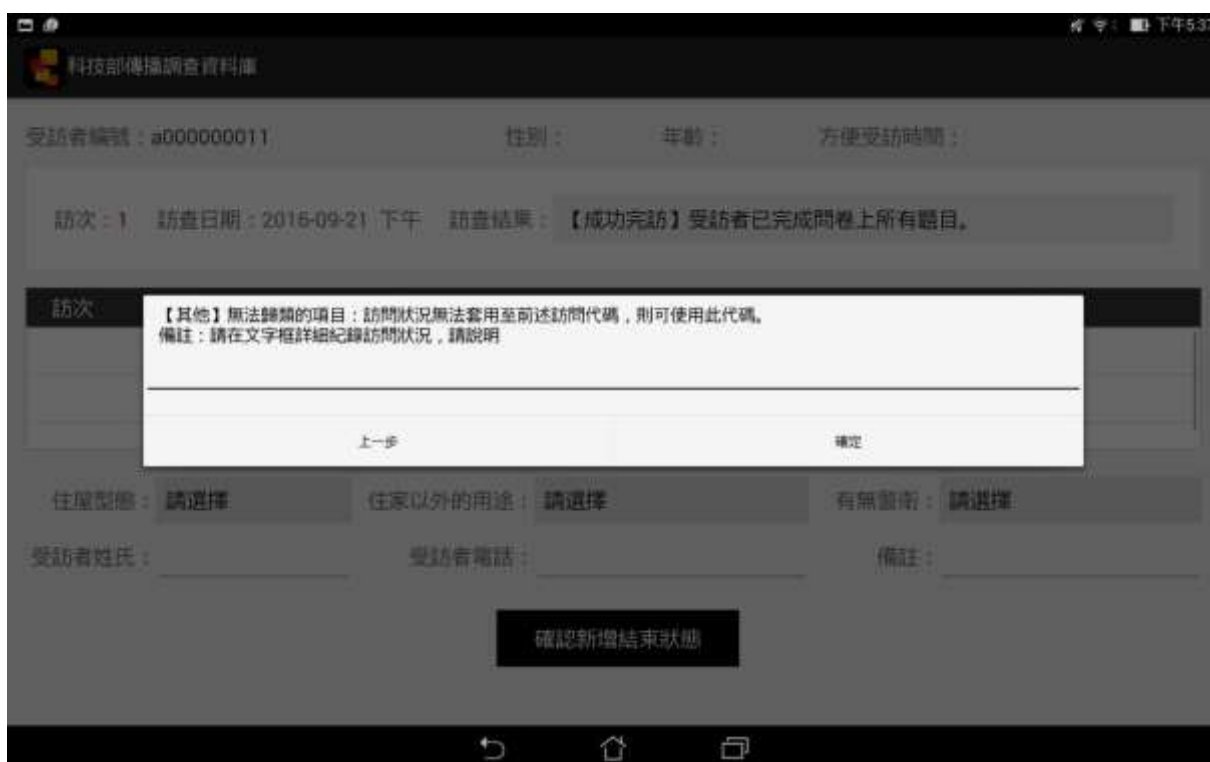 下午5:37
科技部傳播調查資料庫
受訪者編號：a000000011 性別： 年齡： 方便受訪時間：
訪次：1 訪查日期：2016-09-21 下午 訪查結果：【成功完訪】受訪者已完成問卷上所有題目。
訪次
【其他】無法歸類的項目：訪問狀況無法套用至前述訪問代碼，則可使用此代碼。
備註：請在文字框詳細紀錄訪問狀況，請說明
上一步 確定
住屋型態：請選擇 住家以外的用途：請選擇 有無警衛：請選擇
受訪者姓氏： 受訪者電話： 備註：
確認新增結束狀態